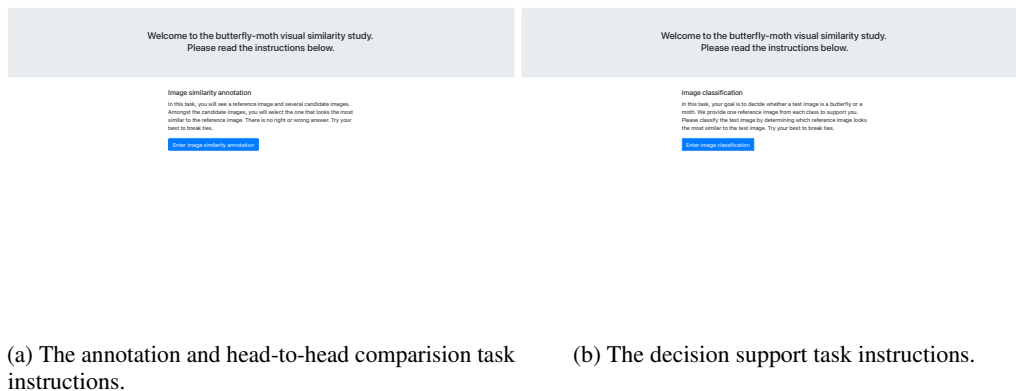 Welcome to the butterfly-moth visual similarity study.
Please read the instructions below.
Image similarity annotation
In this task, you will see a reference image and several candidate images.
Amongst the candidate images, you will select the one that looks the most
similar to the reference image. There is no right or wrong answer. Try your
best to break ties.
Enter image similarity annotation
(a) The annotation and head-to-head comparision task
instructions.
Welcome to the butterfly-moth visual similarity study.
Please read the instructions below.
Image classification
In this task, your goal is to decide whether a test image is a butterfly or a
moth. We provide one reference image from each class to support you.
Please classify the test image by determining which reference image looks
the most similar to the test image. Try your best to break ties.
Enter image classification
(b) The decision support task instructions.